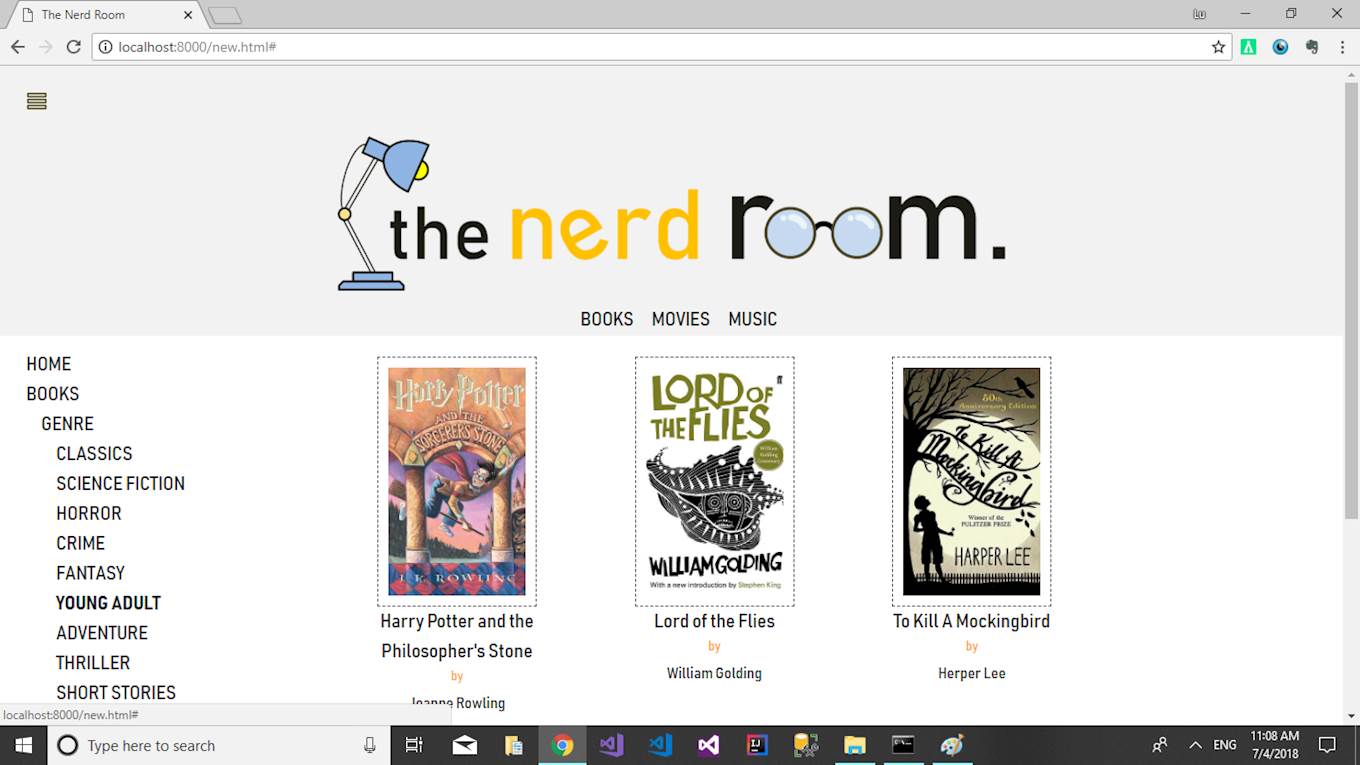 The Nerd Room
localhost:8000/new.html#
the nerd room.
BOOKS MOVIES MUSIC
HOME
BOOKS
GENRE
CLASSICS
SCIENCE FICTION
HORROR
CRIME
FANTASY
YOUNG ADULT
ADVENTURE
THRILLER
SHORT STORIES
Harry Potter
AND THE
SORCERER'S STONE
J. K. ROWLING
Harry Potter and the
Philosopher's Stone
by
Joanne Rowling
LORD OF
THE FLIES
William
Golding
Centenary
WILLIAM GOLDING
With a new introduction by Stephen King
Lord of the Flies
by
William Golding
50th
Anniversary Edition
To Kill A
Mockingbird
Winner of the
PULITZER PRIZE
HARPER LEE
To Kill A Mockingbird
by
Herper Lee
localhost:8000/new.html#
Type here to search
ENG
11:08 AM
7/4/2018